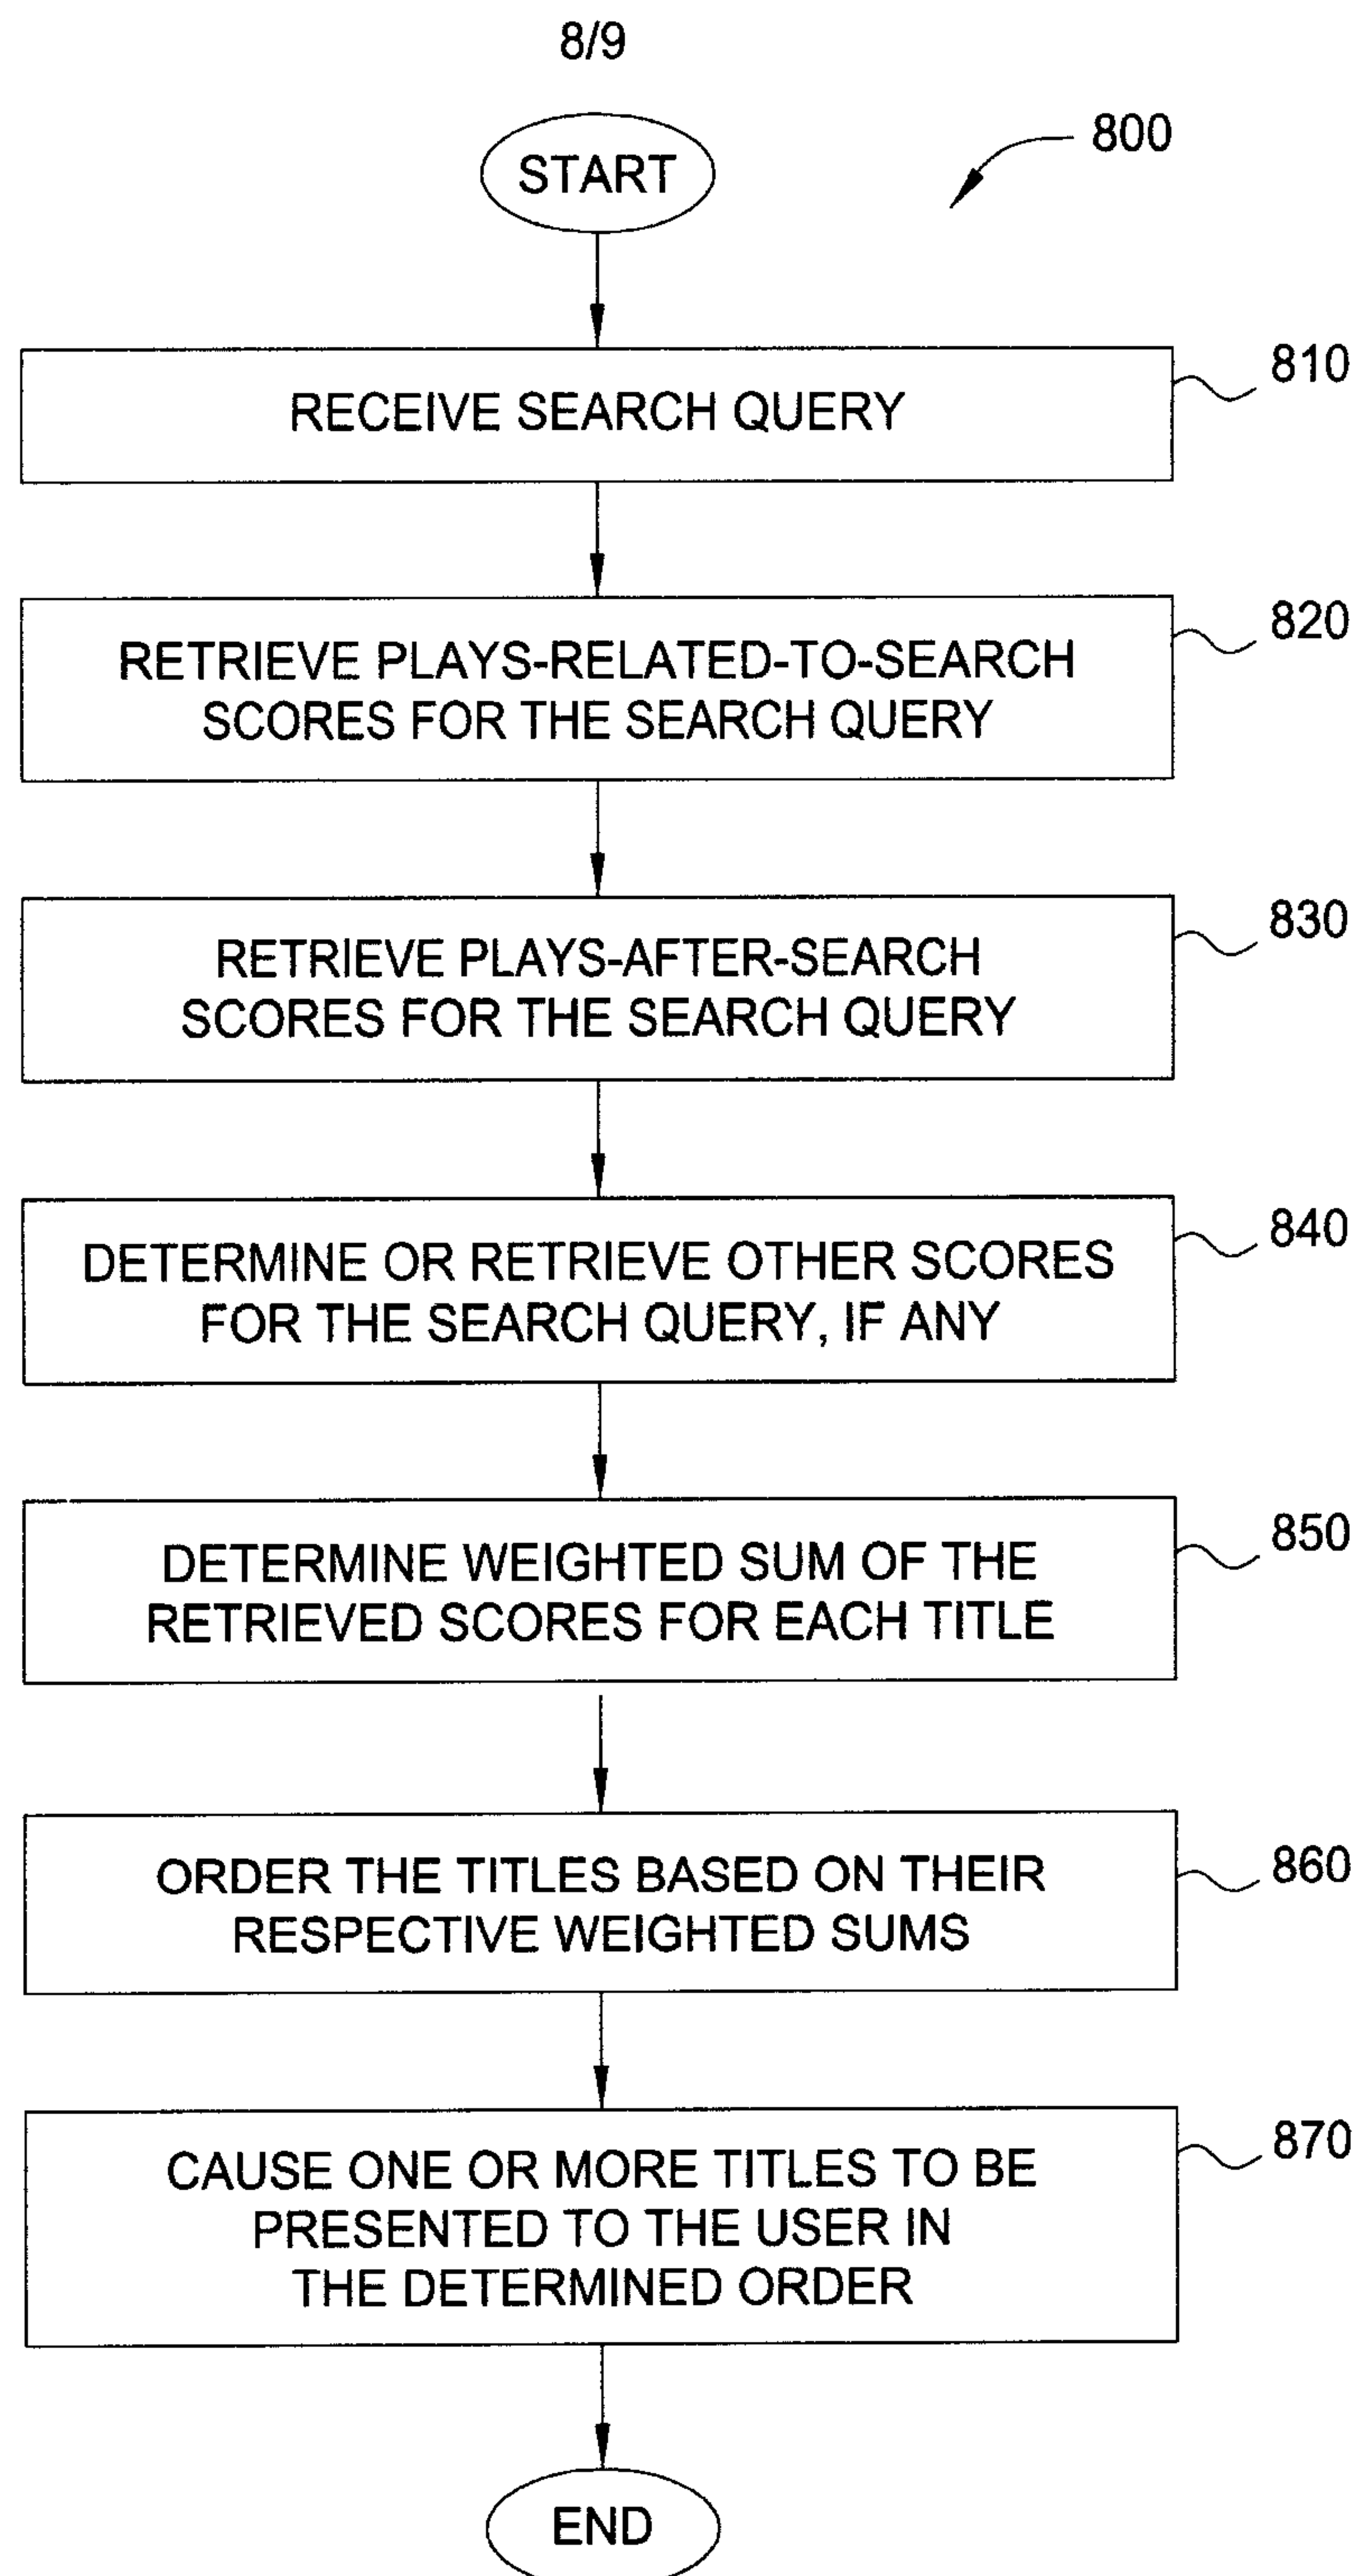 8/9
START
800
RECEIVE SEARCH QUERY
810
RETRIEVE PLAYS-RELATED-TO-SEARCH
SCORES FOR THE SEARCH QUERY
820
RETRIEVE PLAYS-AFTER-SEARCH
SCORES FOR THE SEARCH QUERY
830
DETERMINE OR RETRIEVE OTHER SCORES
FOR THE SEARCH QUERY, IF ANY
840
DETERMINE WEIGHTED SUM OF THE
RETRIEVED SCORES FOR EACH TITLE
850
ORDER THE TITLES BASED ON THEIR
RESPECTIVE WEIGHTED SUMS
860
CAUSE ONE OR MORE TITLES TO BE
PRESENTED TO THE USER IN
THE DETERMINED ORDER
870
END